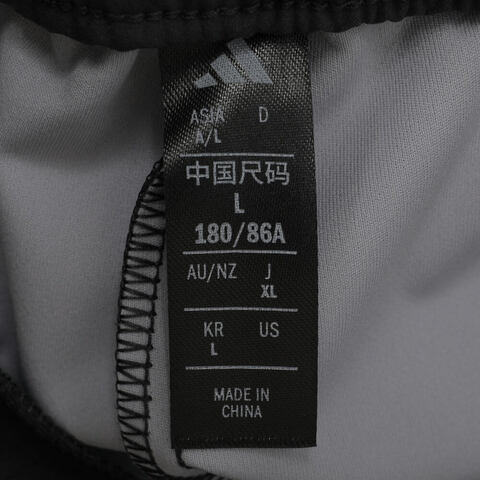 ASIA D
A/L
中国尺码
L
180/86A
AU/NZ J
XL
KR US
L
MADE IN
CHINA